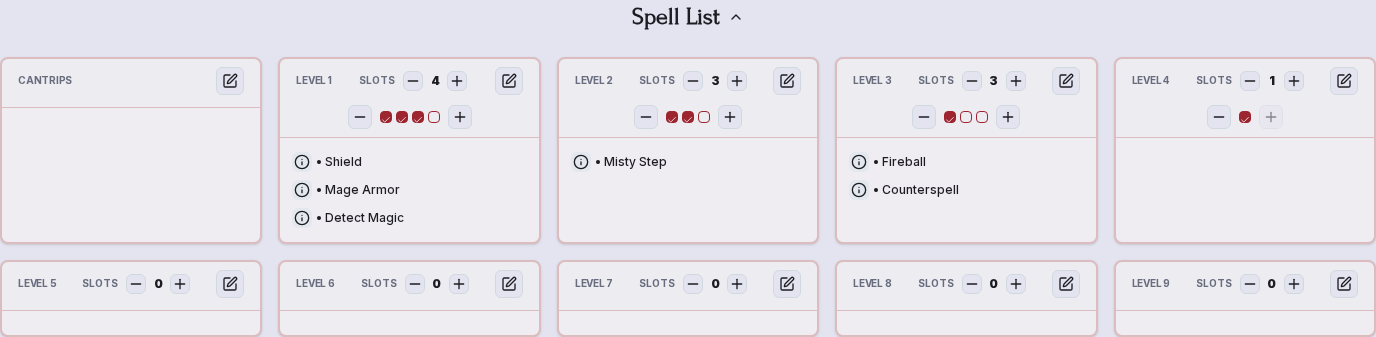 Spell List
CANTRIPS
LEVEL 1 SLOTS 4
LEVEL 2 SLOTS 3
LEVEL 3 SLOTS 3
LEVEL 4 SLOTS 1
• Shield
• Mage Armor
• Detect Magic
• Misty Step
• Fireball
• Counterspell
LEVEL 5 SLOTS 0
LEVEL 6 SLOTS 0
LEVEL 7 SLOTS 0
LEVEL 8 SLOTS 0
LEVEL 9 SLOTS 0